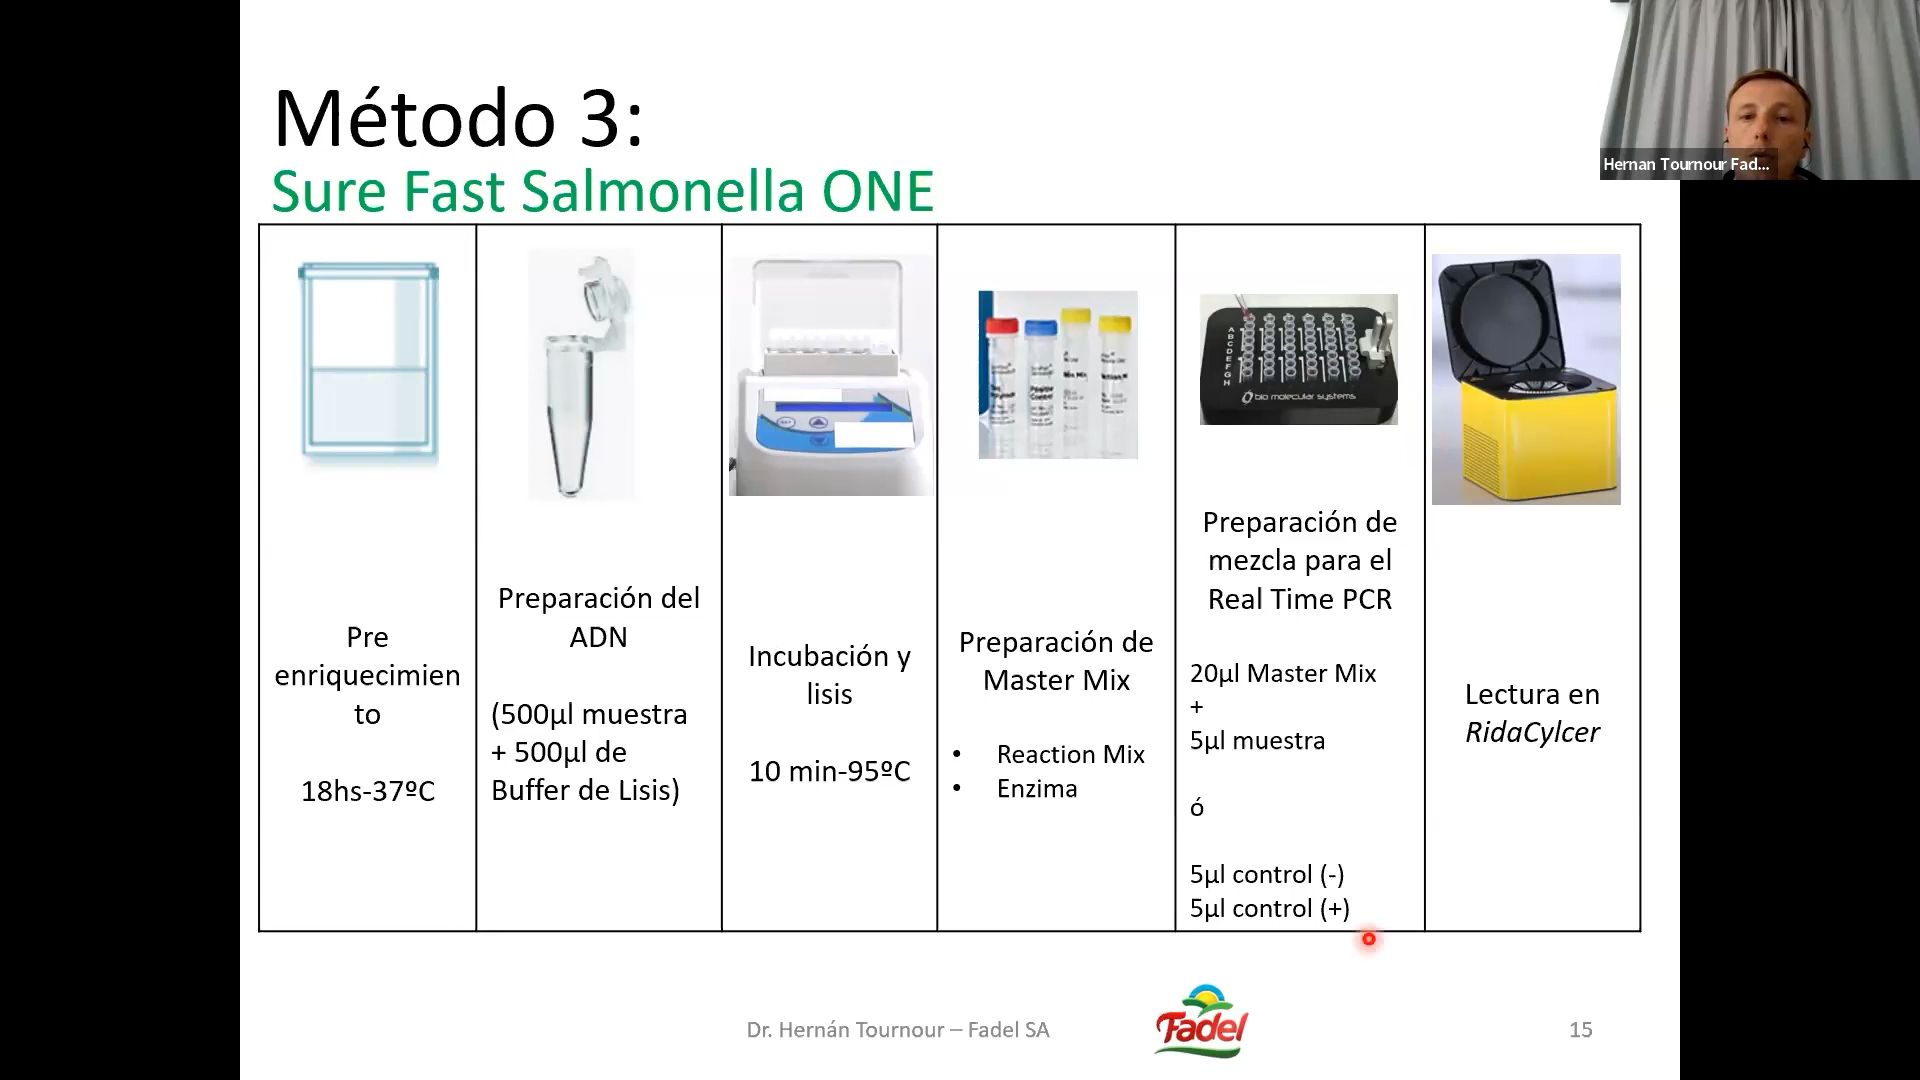 Método 3:
Sure Fast Salmonella ONE
Hernan Tournour Fad...
Pre
enriquecimien
to
18hs-37ºC
Preparación del
ADN
(500µl muestra
+ 500µl de
Buffer de Lisis)
Incubación y
lisis
10 min-95ºC
Preparación de
Master Mix
• Reaction Mix
• Enzima
A
B
C
D
E
F
G
H
bio molecular systems
Preparación de
mezcla para el
Real Time PCR
20µl Master Mix
+
5µl muestra
ó
5µl control (-)
5µl control (+)
Lectura en
RidaCylcer
Dr. Hernán Tournour – Fadel SA
Fadel
15